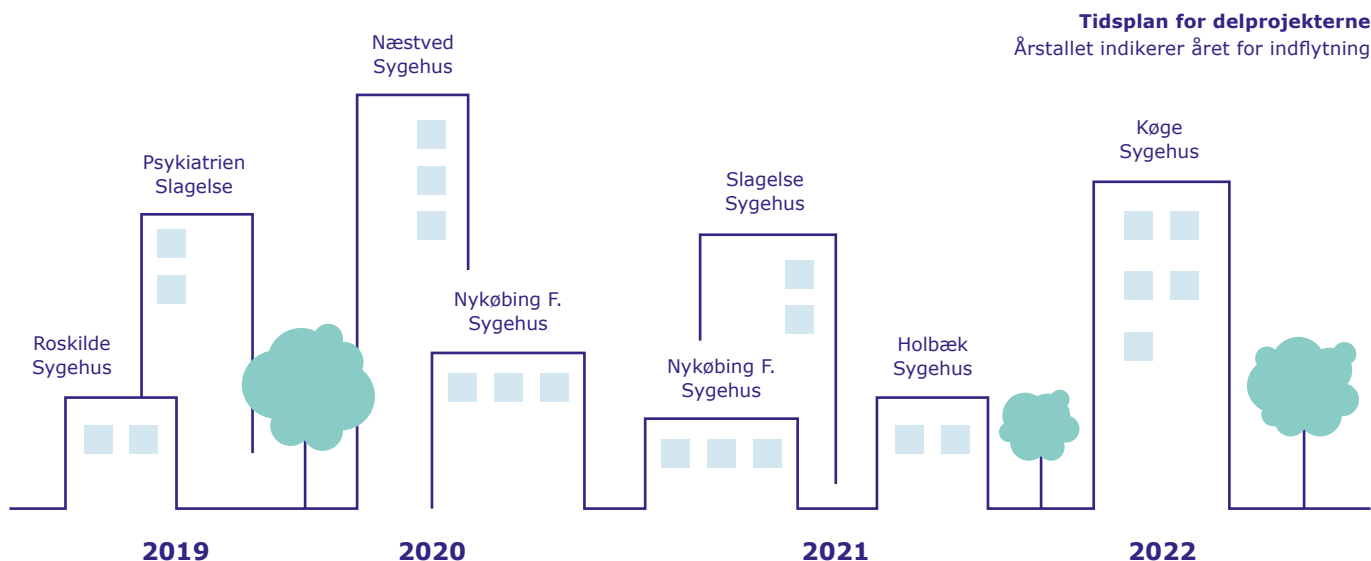 Tidsplan for delprojekterne
Årstallet indikerer året for indflytning
Roskilde
Sygehus
Psykiatrien
Slagelse
Næstved
Sygehus
Nykøbing F.
Sygehus
Nykøbing F.
Sygehus
Slagelse
Sygehus
Holbæk
Sygehus
Køge
Sygehus
2019
2020
2021
2022